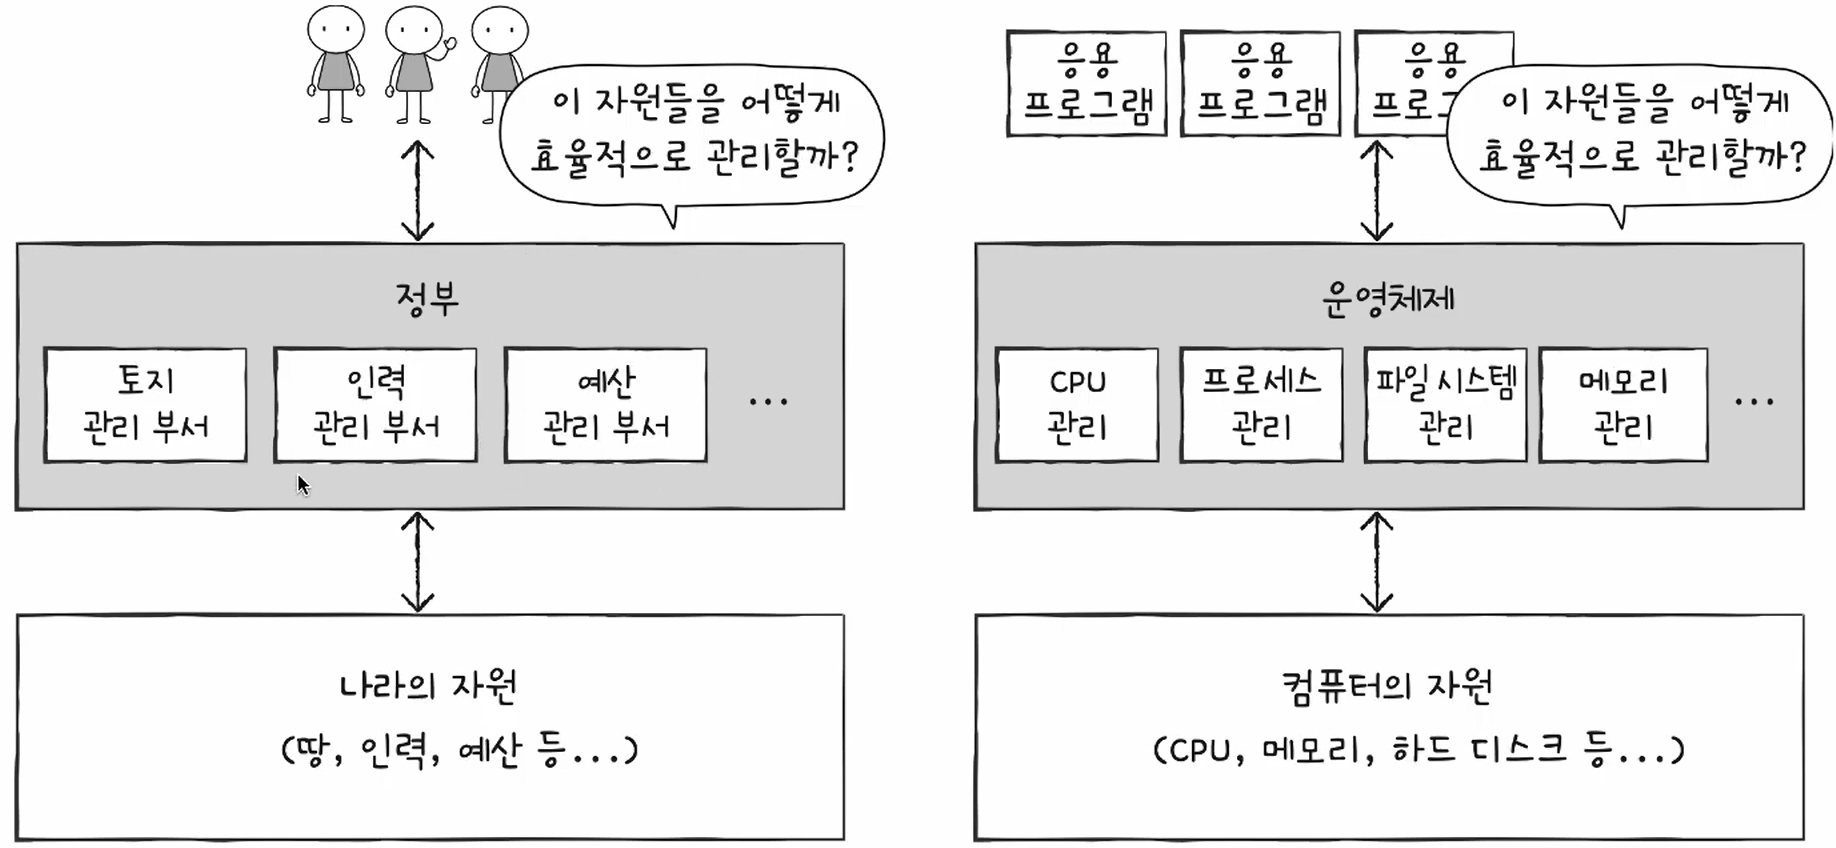 이 자원들을 어떻게
효율적으로 관리할까?
정부
토지
관리 부서
인력
관리 부서
예산
관리 부서
...
나라의 자원
(땅, 인력, 예산 등...)
응용
프로그램
응용
프로그램
응용
프로그
이 자원들을 어떻게
효율적으로 관리할까?
운영체제
CPU
관리
프로세스
관리
파일 시스템
관리
메모리
관리
...
컴퓨터의 자원
(CPU, 메모리, 하드 디스크 등...)